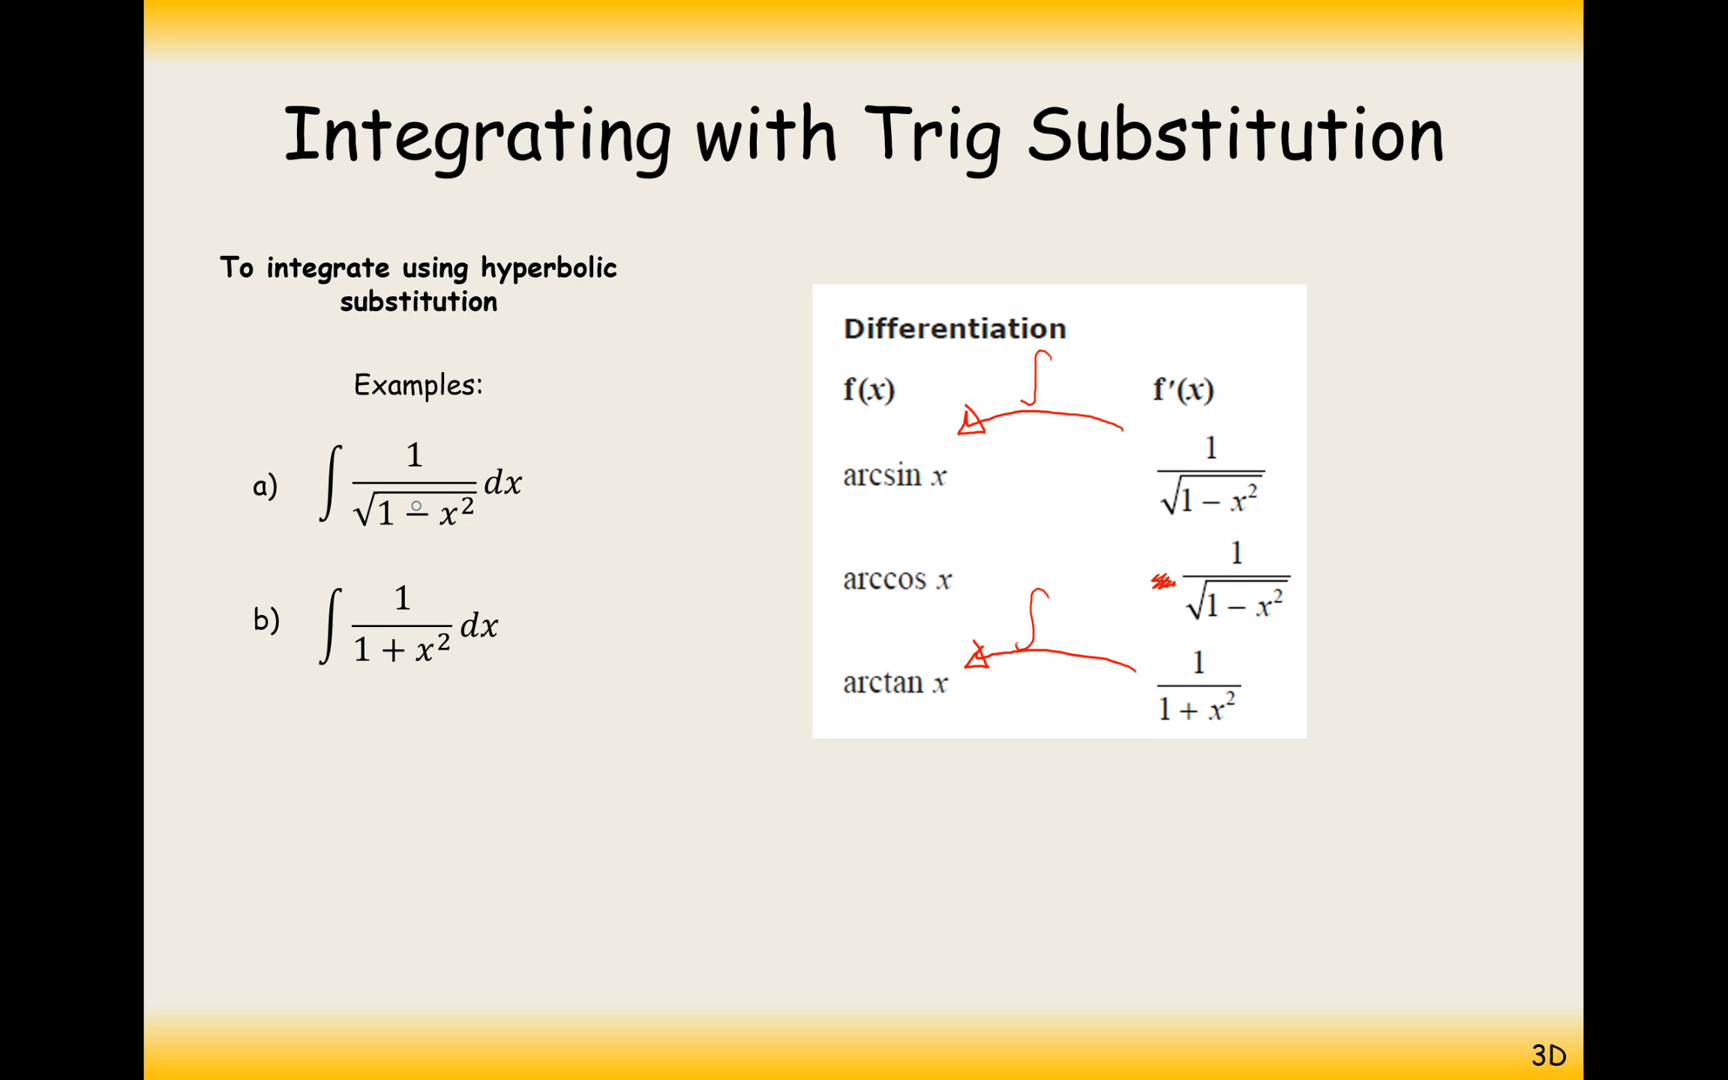 Integrating with Trig Substitution
To integrate using hyperbolic
substitution
Examples:
a) ∫ 1/√(1 − x²) dx
b) ∫ 1/(1 + x²) dx
Differentiation
∫
f(x) f′(x)
arcsin x 1/√(1 − x²)
arccos x − 1/√(1 − x²)
∫
arctan x 1/(1 + x²)
3D